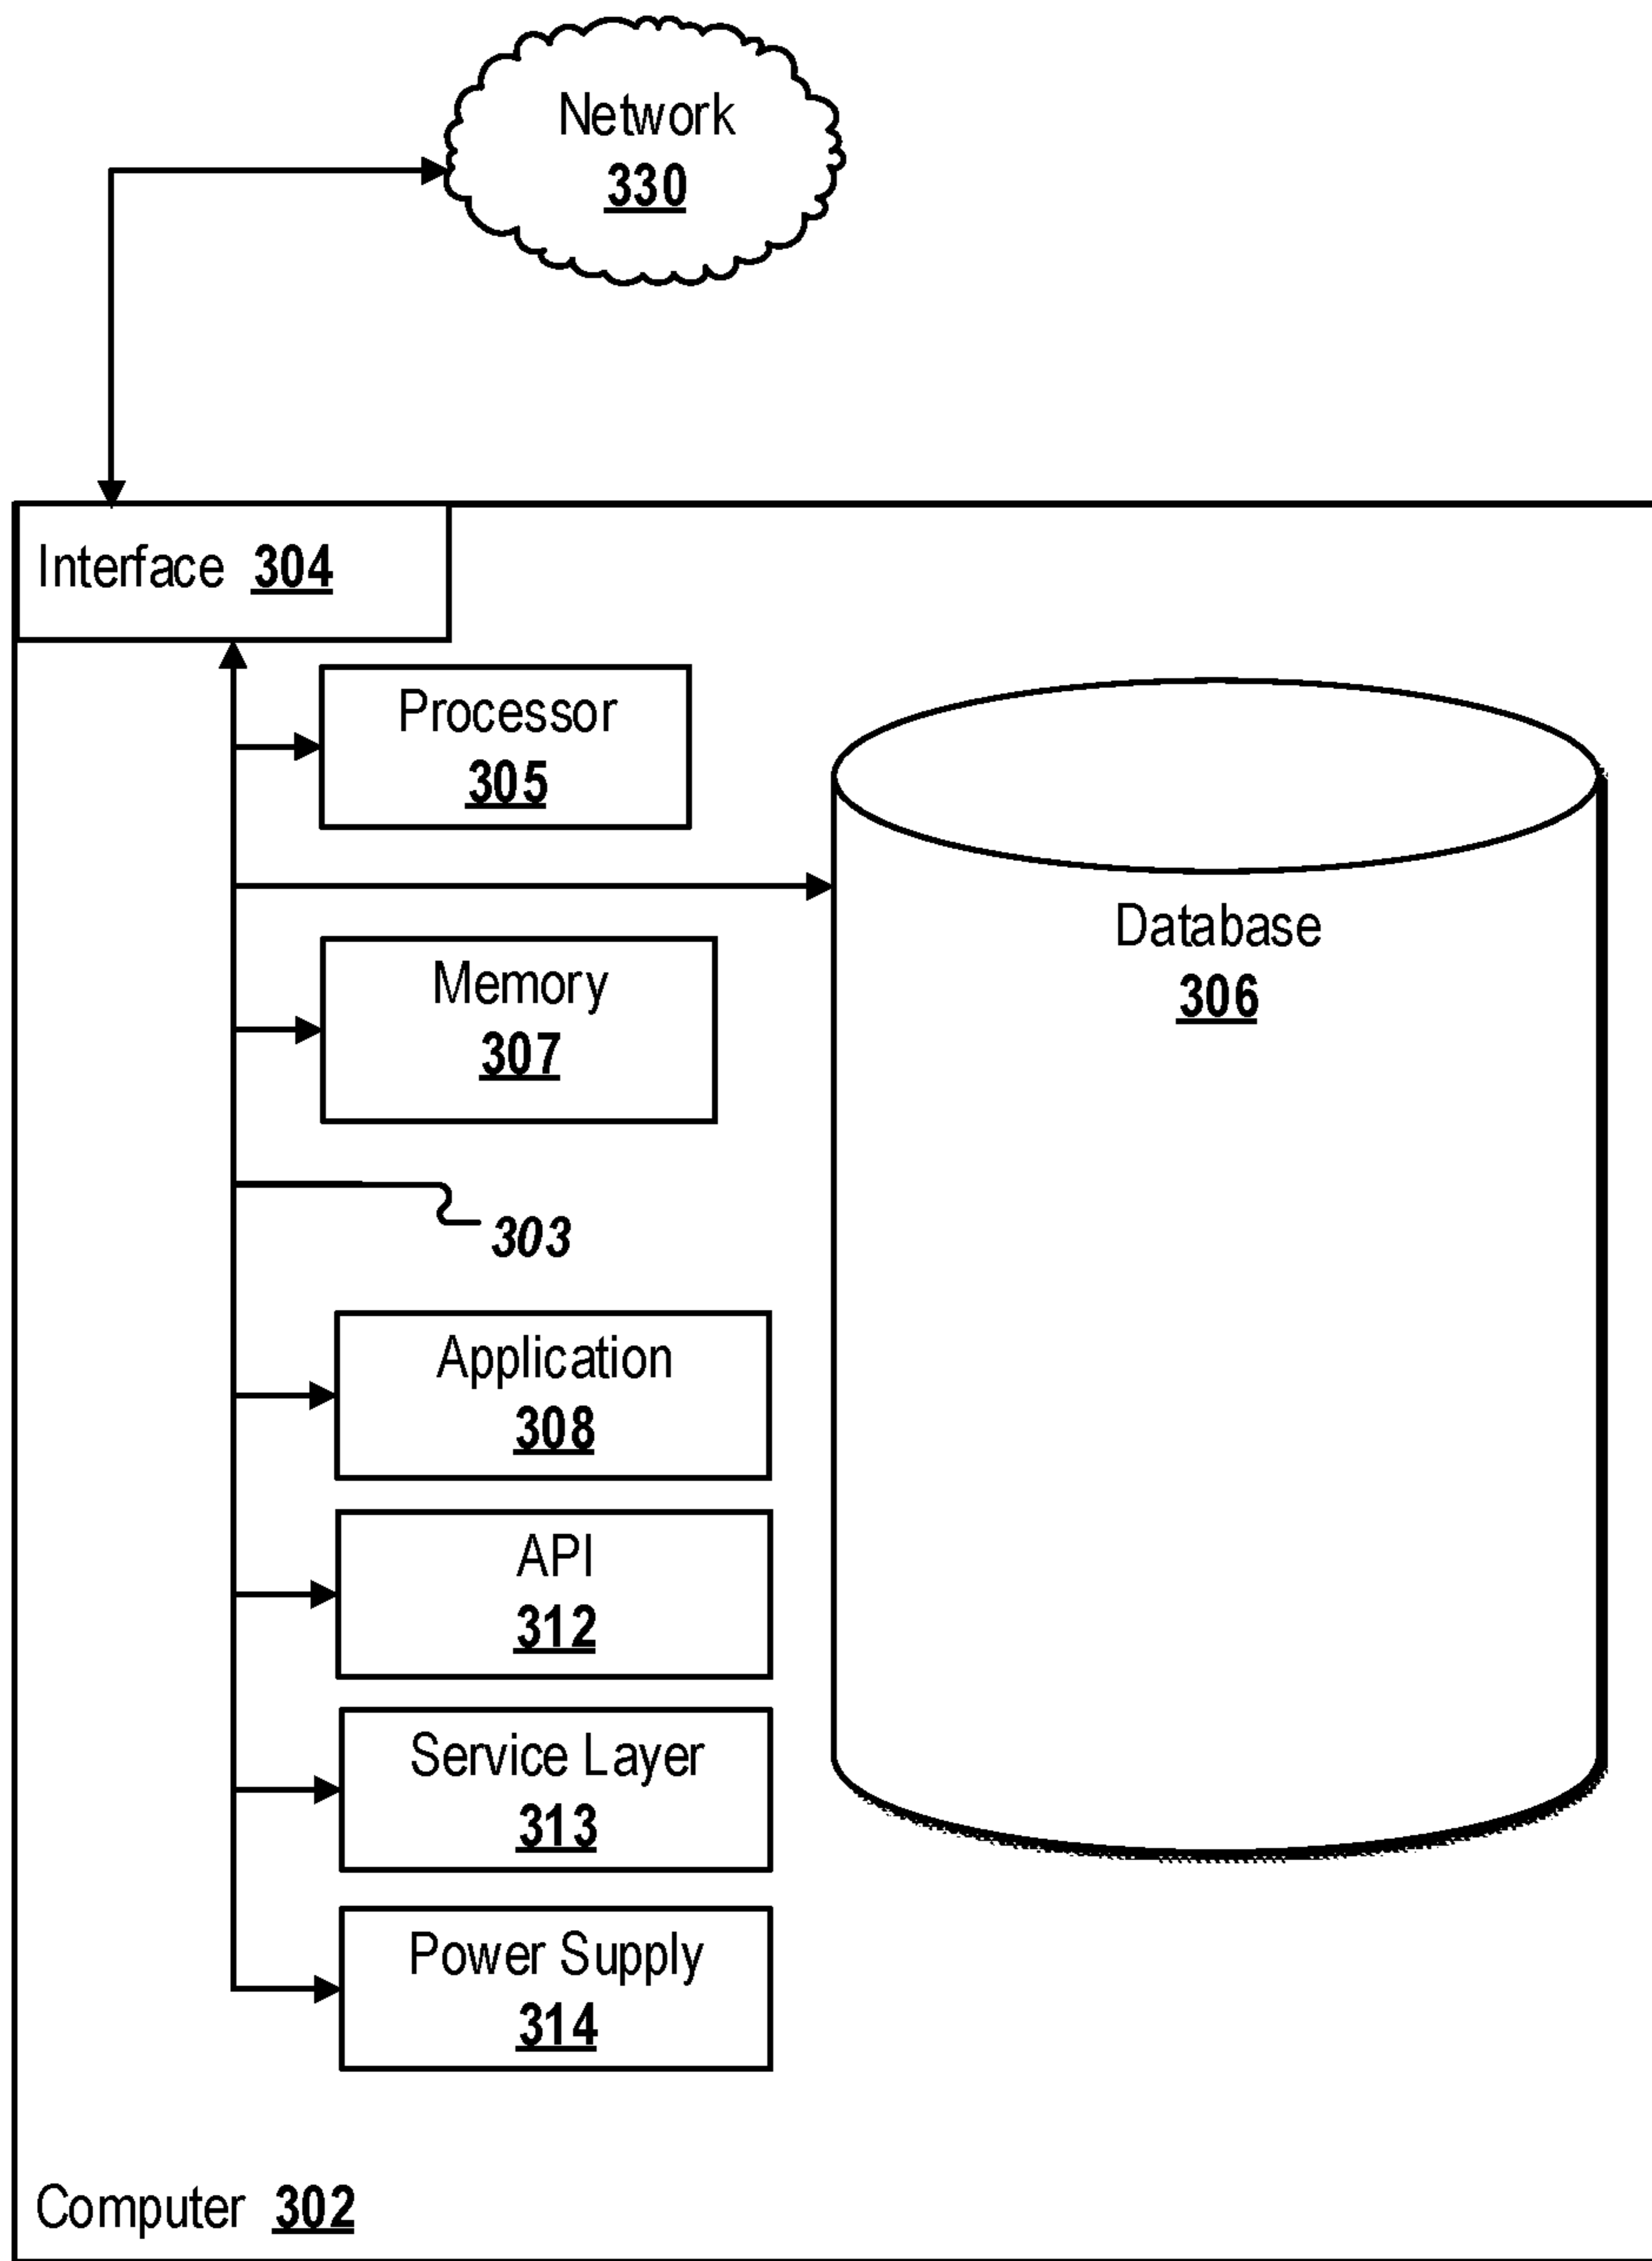 Network
330
Interface 304
Processor
305
Database
306
Memory
307
303
Application
308
API
312
Service Layer
313
Power Supply
314
Computer 302